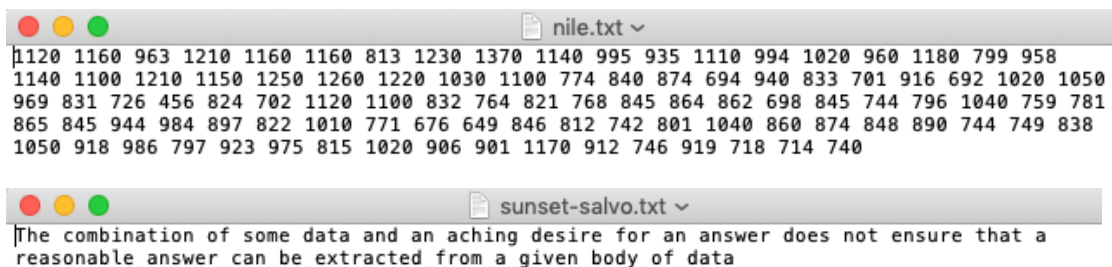 nile.txt
1120 1160 963 1210 1160 1160 813 1230 1370 1140 995 935 1110 994 1020 960 1180 799 958
1140 1100 1210 1150 1250 1260 1220 1030 1100 774 840 874 694 940 833 701 916 692 1020 1050
969 831 726 456 824 702 1120 1100 832 764 821 768 845 864 862 698 845 744 796 1040 759 781
865 845 944 984 897 822 1010 771 676 649 846 812 742 801 1040 860 874 848 890 744 749 838
1050 918 986 797 923 975 815 1020 906 901 1170 912 746 919 718 714 740
sunset-salvo.txt
The combination of some data and an aching desire for an answer does not ensure that a
reasonable answer can be extracted from a given body of data